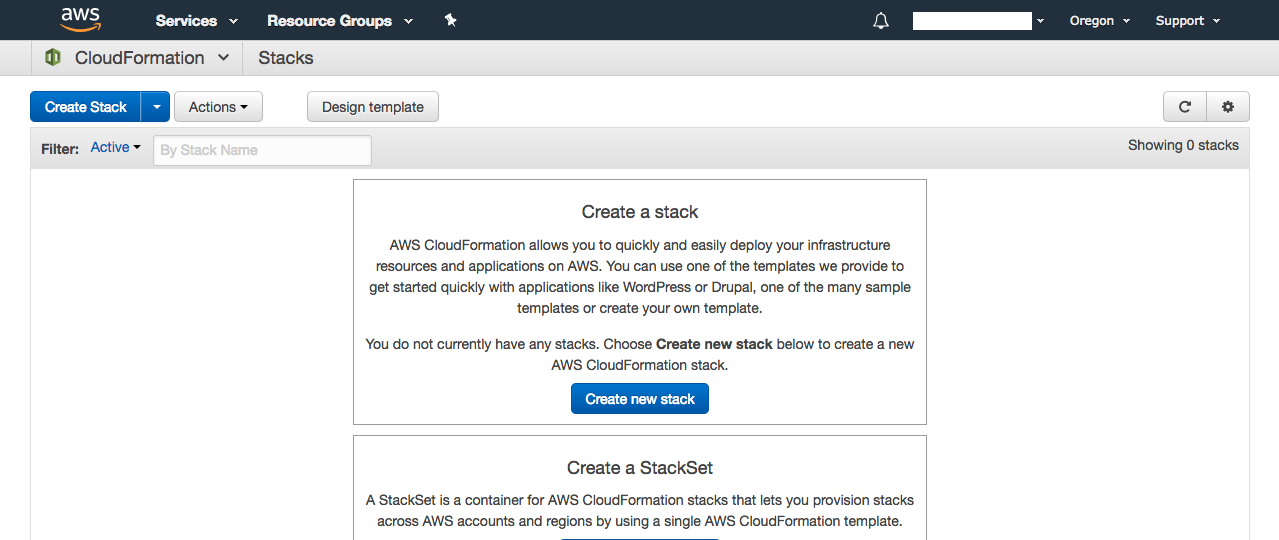 aws Services Resource Groups Oregon Support
CloudFormation Stacks
Create Stack Actions Design template
Filter: Active By Stack Name Showing 0 stacks
Create a stack
AWS CloudFormation allows you to quickly and easily deploy your infrastructure
resources and applications on AWS. You can use one of the templates we provide to
get started quickly with applications like WordPress or Drupal, one of the many sample
templates or create your own template.
You do not currently have any stacks. Choose Create new stack below to create a new
AWS CloudFormation stack.
Create new stack
Create a StackSet
A StackSet is a container for AWS CloudFormation stacks that lets you provision stacks
across AWS accounts and regions by using a single AWS CloudFormation template.